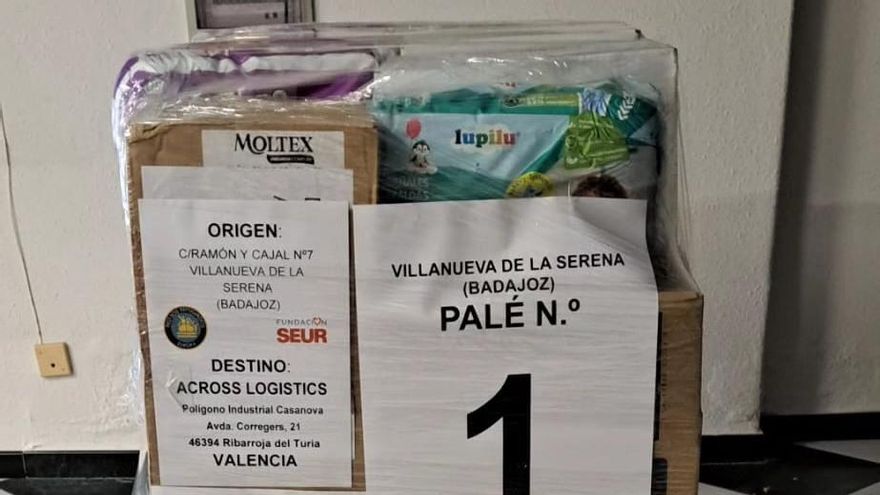 MOLTEX
lupilu
ORIGEN:
C/RAMÓN Y CAJAL Nº7
VILLANUEVA DE LA
SERENA
(BADAJOZ)
FUNDACIÓN
SEUR
DESTINO:
ACROSS LOGISTICS
Polígono Industrial Casanova
Avda. Corregers, 21
46394 Ribarroja del Turia
VALENCIA
VILLANUEVA DE LA SERENA
(BADAJOZ)
PALÉ N.º
1